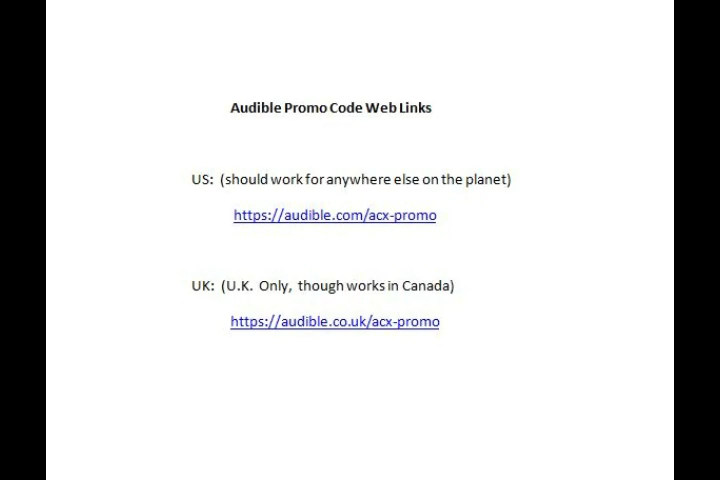 Audible Promo Code Web Links
US: (should work for anywhere else on the planet)
https://audible.com/acx-promo
UK: (U.K. Only, though works in Canada)
https://audible.co.uk/acx-promo